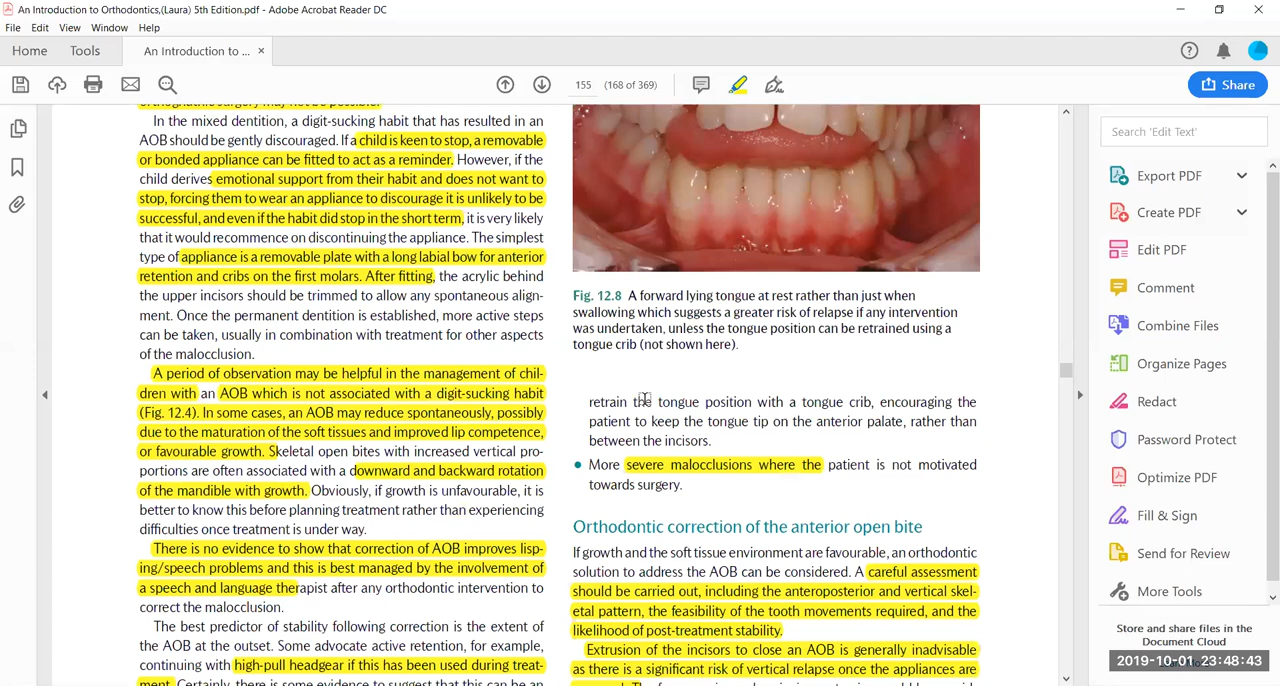 An Introduction to Orthodontics,(Laura) 5th Edition.pdf - Adobe Acrobat Reader DC
File Edit View Window Help
Home Tools An Introduction to ... ×
155 (168 of 369) Share
orthognathic surgery may not be possible.
In the mixed dentition, a digit-sucking habit that has resulted in an
AOB should be gently discouraged. If a child is keen to stop, a removable
or bonded appliance can be fitted to act as a reminder. However, if the
child derives emotional support from their habit and does not want to
stop, forcing them to wear an appliance to discourage it is unlikely to be
successful, and even if the habit did stop in the short term, it is very likely
that it would recommence on discontinuing the appliance. The simplest
type of appliance is a removable plate with a long labial bow for anterior
retention and cribs on the first molars. After fitting, the acrylic behind
the upper incisors should be trimmed to allow any spontaneous align-
ment. Once the permanent dentition is established, more active steps
can be taken, usually in combination with treatment for other aspects
of the malocclusion.
A period of observation may be helpful in the management of chil-
dren with an AOB which is not associated with a digit-sucking habit
(Fig. 12.4). In some cases, an AOB may reduce spontaneously, possibly
due to the maturation of the soft tissues and improved lip competence,
or favourable growth. Skeletal open bites with increased vertical pro-
portions are often associated with a downward and backward rotation
of the mandible with growth. Obviously, if growth is unfavourable, it is
better to know this before planning treatment rather than experiencing
difficulties once treatment is under way.
There is no evidence to show that correction of AOB improves lisp-
ing/speech problems and this is best managed by the involvement of
a speech and language therapist after any orthodontic intervention to
correct the malocclusion.
The best predictor of stability following correction is the extent of
the AOB at the outset. Some advocate active retention, for example,
continuing with high-pull headgear if this has been used during treat-
ment. Certainly, there is some evidence to suggest that this can be an
Fig. 12.8 A forward lying tongue at rest rather than just when
swallowing which suggests a greater risk of relapse if any intervention
was undertaken, unless the tongue position can be retrained using a
tongue crib (not shown here).
retrain the tongue position with a tongue crib, encouraging the
patient to keep the tongue tip on the anterior palate, rather than
between the incisors.
• More severe malocclusions where the patient is not motivated
towards surgery.
Orthodontic correction of the anterior open bite
If growth and the soft tissue environment are favourable, an orthodontic
solution to address the AOB can be considered. A careful assessment
should be carried out, including the anteroposterior and vertical skel-
etal pattern, the feasibility of the tooth movements required, and the
likelihood of post-treatment stability.
Extrusion of the incisors to close an AOB is generally inadvisable
as there is a significant risk of vertical relapse once the appliances are
Search 'Edit Text'
Export PDF
Create PDF
Edit PDF
Comment
Combine Files
Organize Pages
Redact
Password Protect
Optimize PDF
Fill & Sign
Send for Review
More Tools
Store and share files in the
Document Cloud
2019-10-01 23:48:43